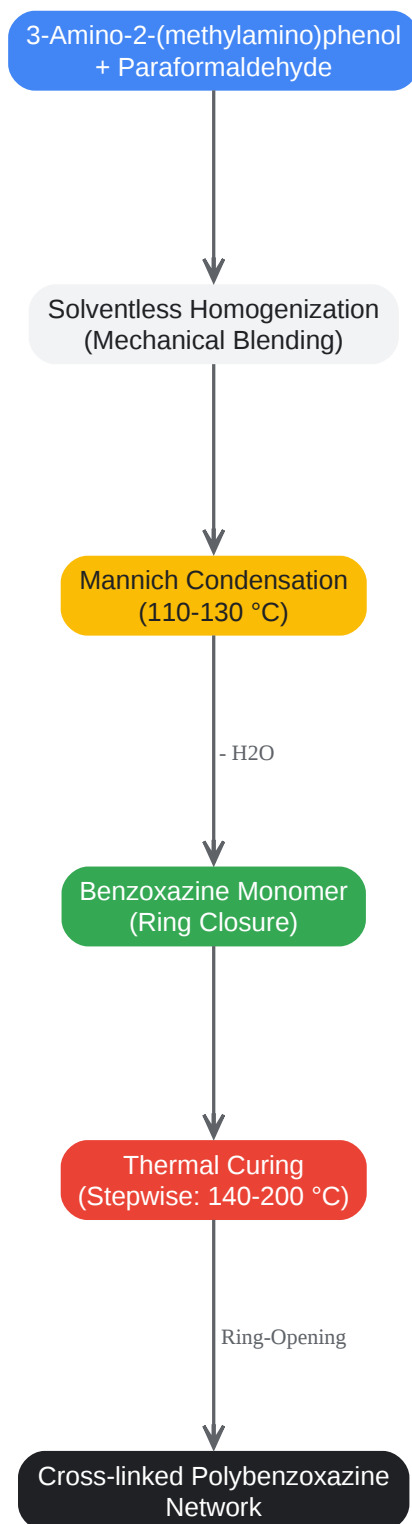 3-Amino-2-(methylamino)phenol
+ Paraformaldehyde
Solventless Homogenization
(Mechanical Blending)
Mannich Condensation
(110-130 °C)
- H2O
Benzoxazine Monomer
(Ring Closure)
Thermal Curing
(Stepwise: 140-200 °C)
Ring-Opening
Cross-linked Polybenzoxazine
Network